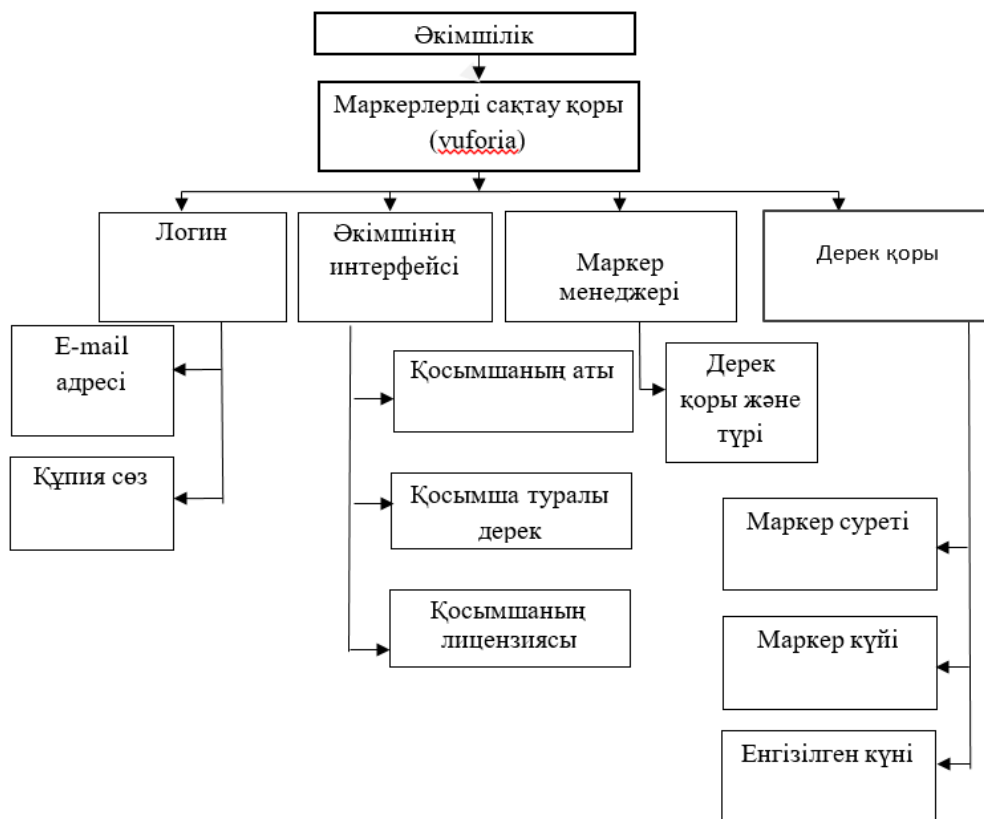 Әкімшілік
Маркерлерді сақтау қоры
(vuforia)
Логин
Әкімшінің
интерфейсі
Маркер
менеджері
Дерек қоры
E-mail
адресі
Құпия сөз
Қосымшаның аты
Қосымша туралы
дерек
Қосымшаның
лицензиясы
Дерек
қоры және
түрі
Маркер суреті
Маркер күйі
Енгізілген күні